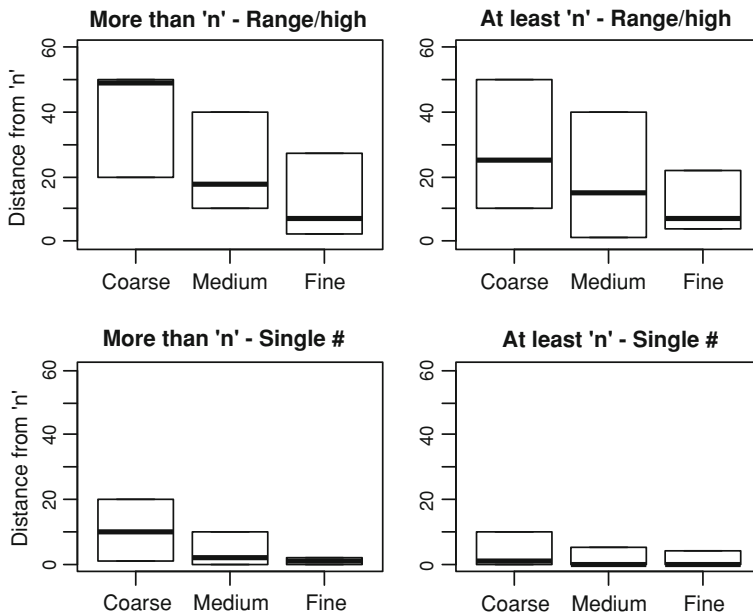 More than 'n' - Range/high
At least 'n' - Range/high
Distance from 'n'
60
40
20
0
Coarse Medium Fine
60
40
20
0
Coarse Medium Fine
More than 'n' - Single #
At least 'n' - Single #
Distance from 'n'
60
40
20
0
Coarse Medium Fine
60
40
20
0
Coarse Medium Fine